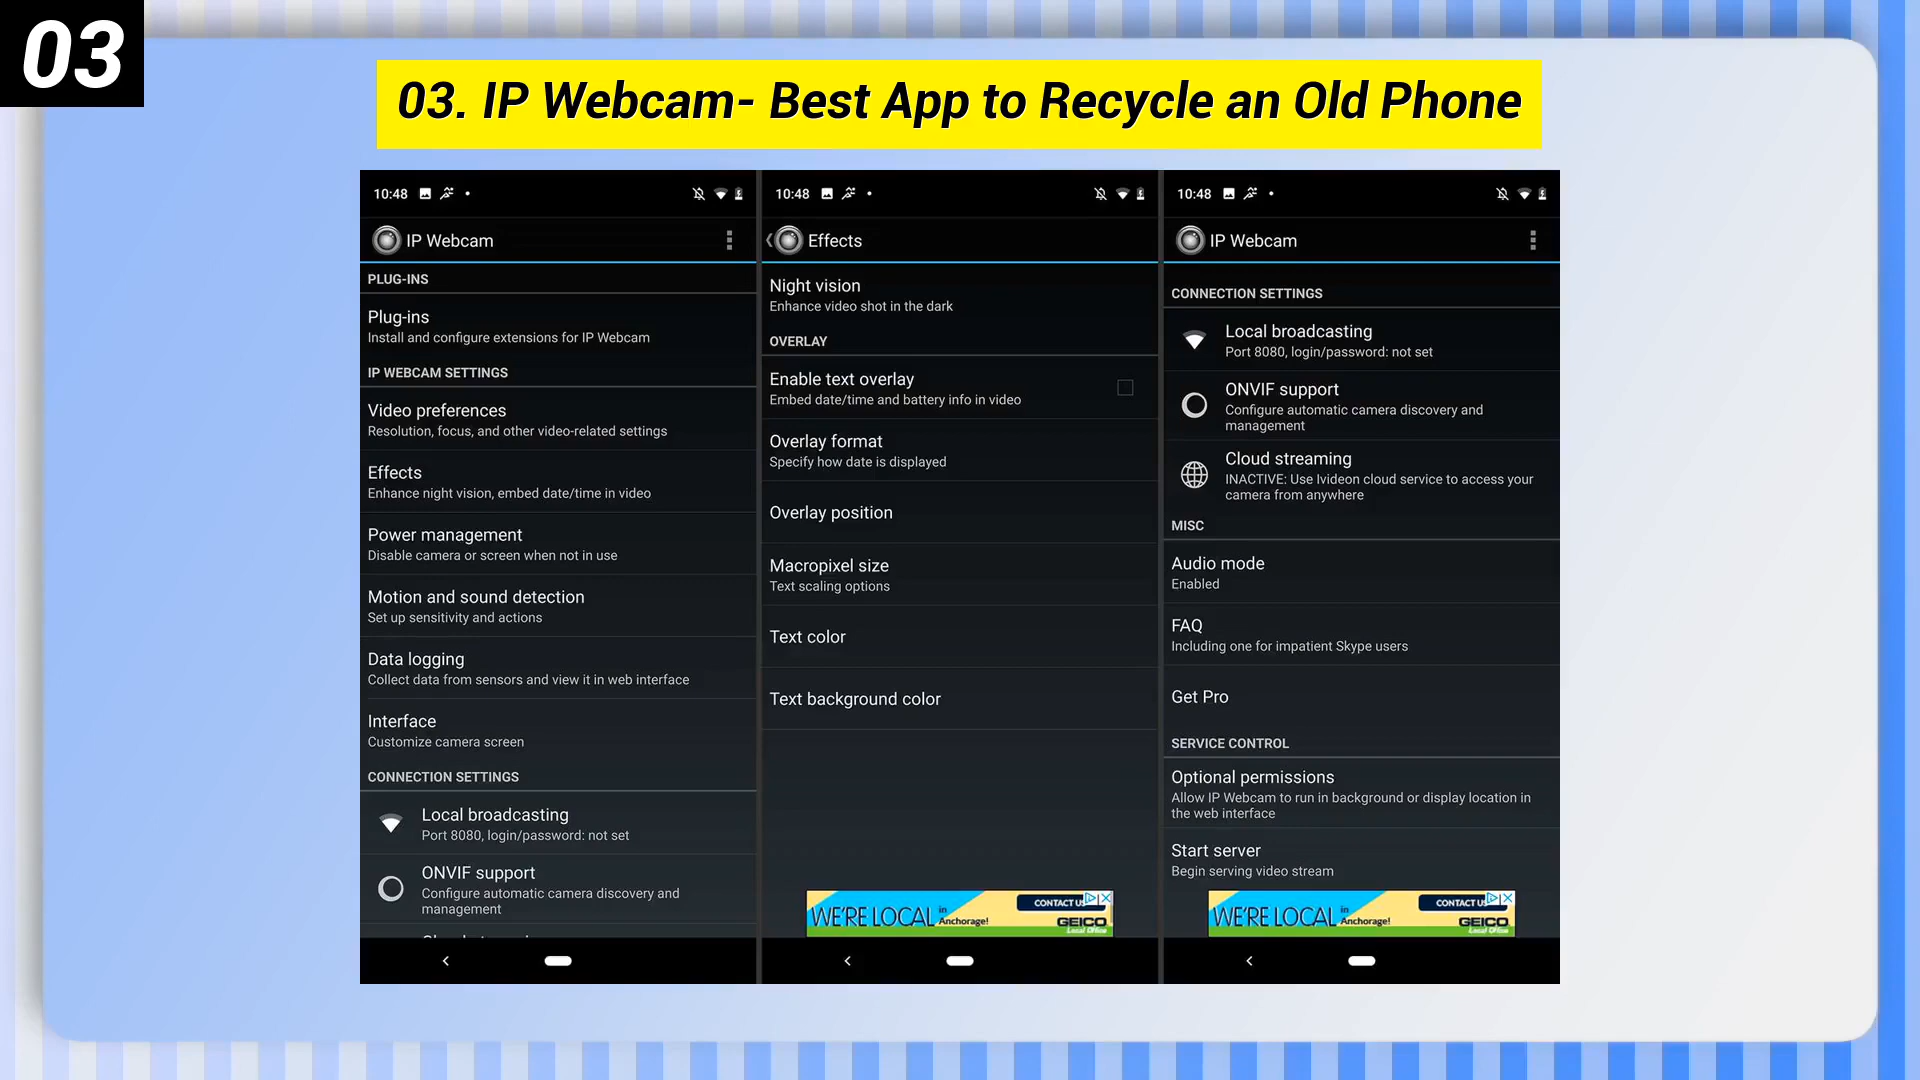 03
03. IP Webcam- Best App to Recycle an Old Phone
10:48
IP Webcam
PLUG-INS
Plug-ins
Install and configure extensions for IP Webcam
IP WEBCAM SETTINGS
Video preferences
Resolution, focus, and other video-related settings
Effects
Enhance night vision, embed date/time in video
Power management
Disable camera or screen when not in use
Motion and sound detection
Set up sensitivity and actions
Data logging
Collect data from sensors and view it in web interface
Interface
Customize camera screen
CONNECTION SETTINGS
Local broadcasting
Port 8080, login/password: not set
ONVIF support
Configure automatic camera discovery and
management
10:48
Effects
Night vision
Enhance video shot in the dark
OVERLAY
Enable text overlay
Embed date/time and battery info in video
Overlay format
Specify how date is displayed
Overlay position
Macropixel size
Text scaling options
Text color
Text background color
WE'RE LOCAL in Anchorage!
CONTACT US
GEICO
Local Office
10:48
IP Webcam
CONNECTION SETTINGS
Local broadcasting
Port 8080, login/password: not set
ONVIF support
Configure automatic camera discovery and
management
Cloud streaming
INACTIVE: Use Ivideon cloud service to access your
camera from anywhere
MISC
Audio mode
Enabled
FAQ
Including one for impatient Skype users
Get Pro
SERVICE CONTROL
Optional permissions
Allow IP Webcam to run in background or display location in
the web interface
Start server
Begin serving video stream
WE'RE LOCAL in Anchorage!
CONTACT US
GEICO
Local Office